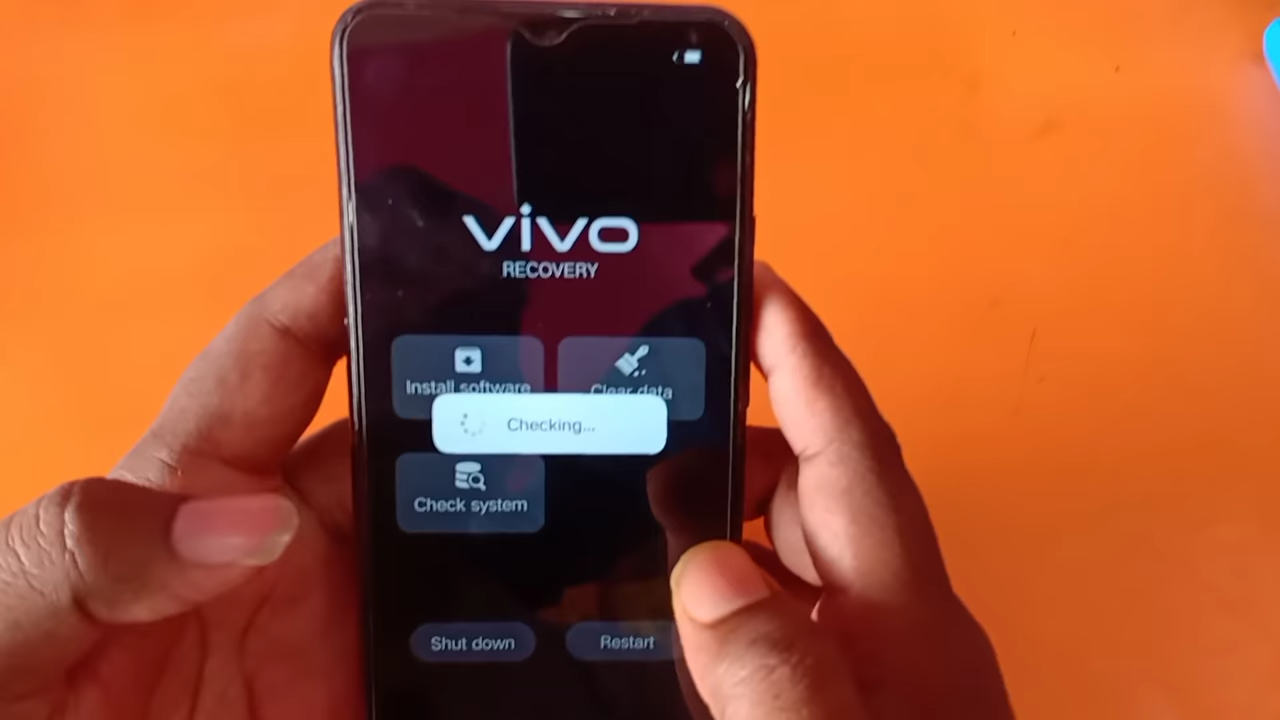 vivo
RECOVERY
Install software
Clear data
Checking...
Check system
Shut down
Restart